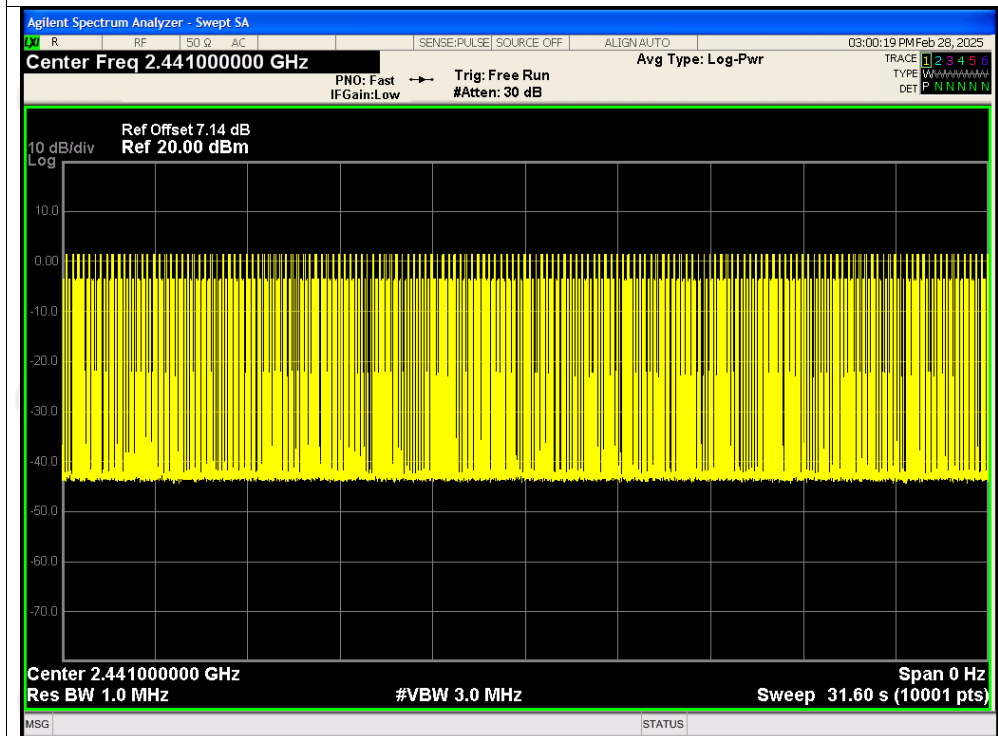 Agilent Spectrum Analyzer - Swept SA
LXI R RF 50 Ω AC SENSE:PULSE SOURCE OFF ALIGN AUTO 03:00:19 PM Feb 28, 2025
Center Freq 2.441000000 GHz Avg Type: Log-Pwr TRACE 1 2 3 4 5 6
PNO: Fast Trig: Free Run TYPE WWWWWW
IFGain:Low #Atten: 30 dB DET P N N N N N
Ref Offset 7.14 dB
10 dB/div Ref 20.00 dBm
Log
10.0
0.00
-10.0
-20.0
-30.0
-40.0
-50.0
-60.0
-70.0
Center 2.441000000 GHz Span 0 Hz
Res BW 1.0 MHz #VBW 3.0 MHz Sweep 31.60 s (10001 pts)
MSG STATUS